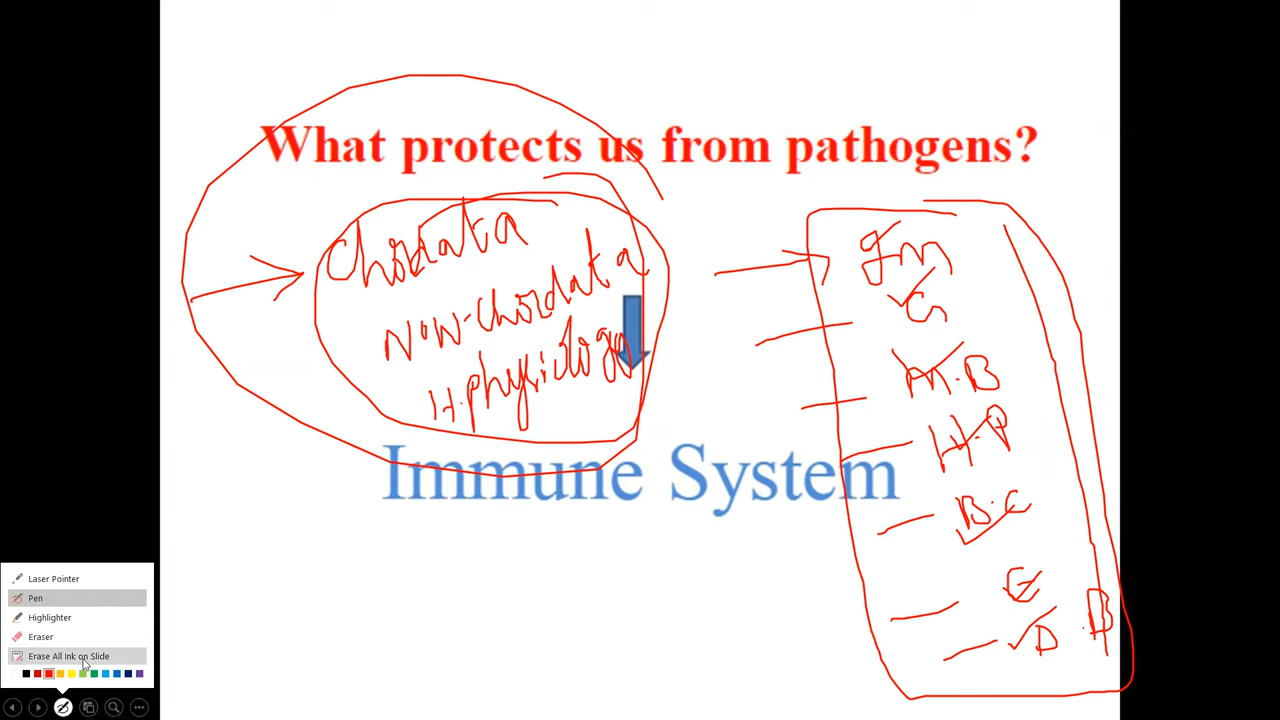 What protects us from pathogens?
Chordata
Non-Chordata
H.physiology
Imm
G
M.B
H.P
B.C
E
D.B
Immune System
Laser Pointer
Pen
Highlighter
Eraser
Erase All Ink on Slide